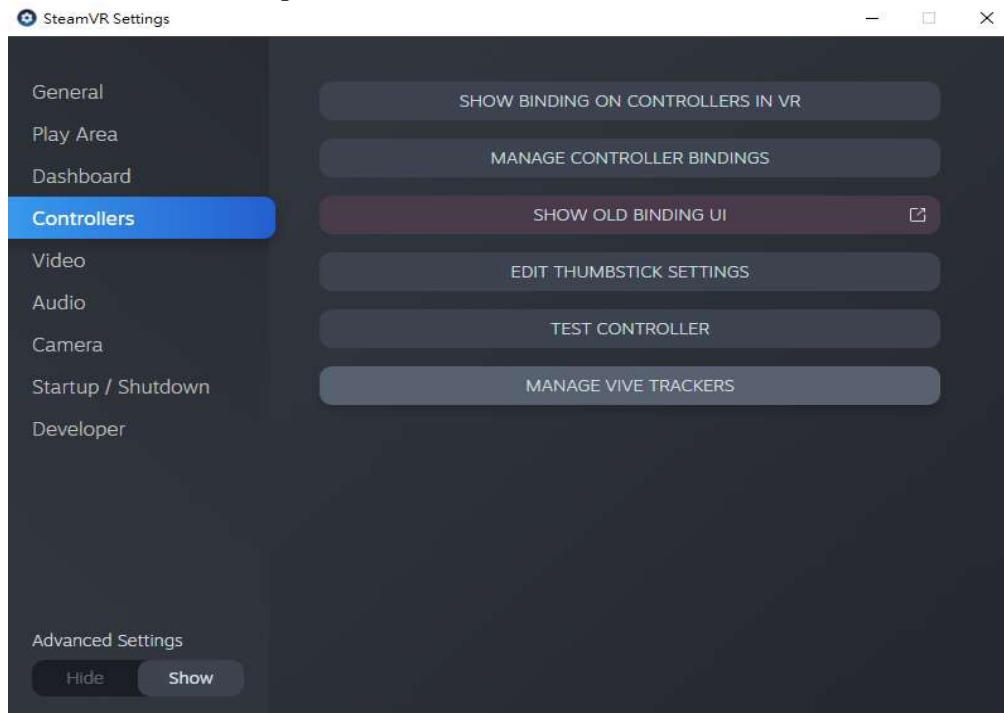 SteamVR Settings
General
Play Area
Dashboard
Controllers
Video
Audio
Camera
Startup / Shutdown
Developer
Advanced Settings
Hide Show
SHOW BINDING ON CONTROLLERS IN VR
MANAGE CONTROLLER BINDINGS
SHOW OLD BINDING UI
EDIT THUMBSTICK SETTINGS
TEST CONTROLLER
MANAGE VIVE TRACKERS